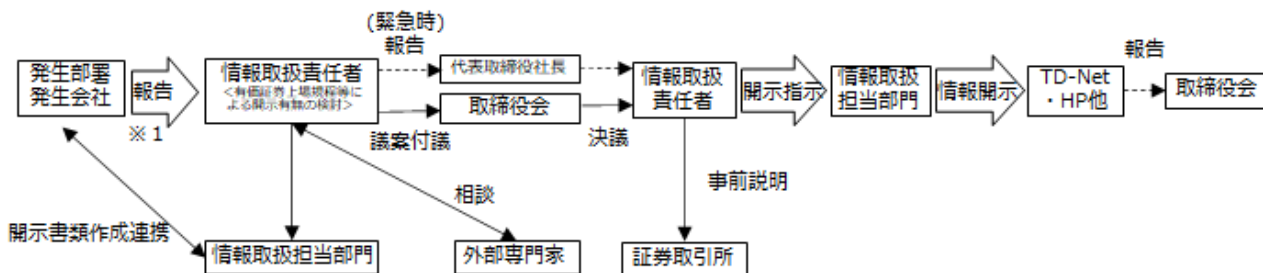 (緊急時)
報告
発生部署
発生会社
報告
※1
情報取扱責任者
<有価証券上場規程等に
よる開示有無の検討>
代表取締役社長
取締役会
議案付議
決議
情報取扱
責任者
開示指示
情報取扱
担当部門
情報開示
TD-Net
・HP他
報告
取締役会
相談
事前説明
開示書類作成連携
情報取扱担当部門
外部専門家
証券取引所